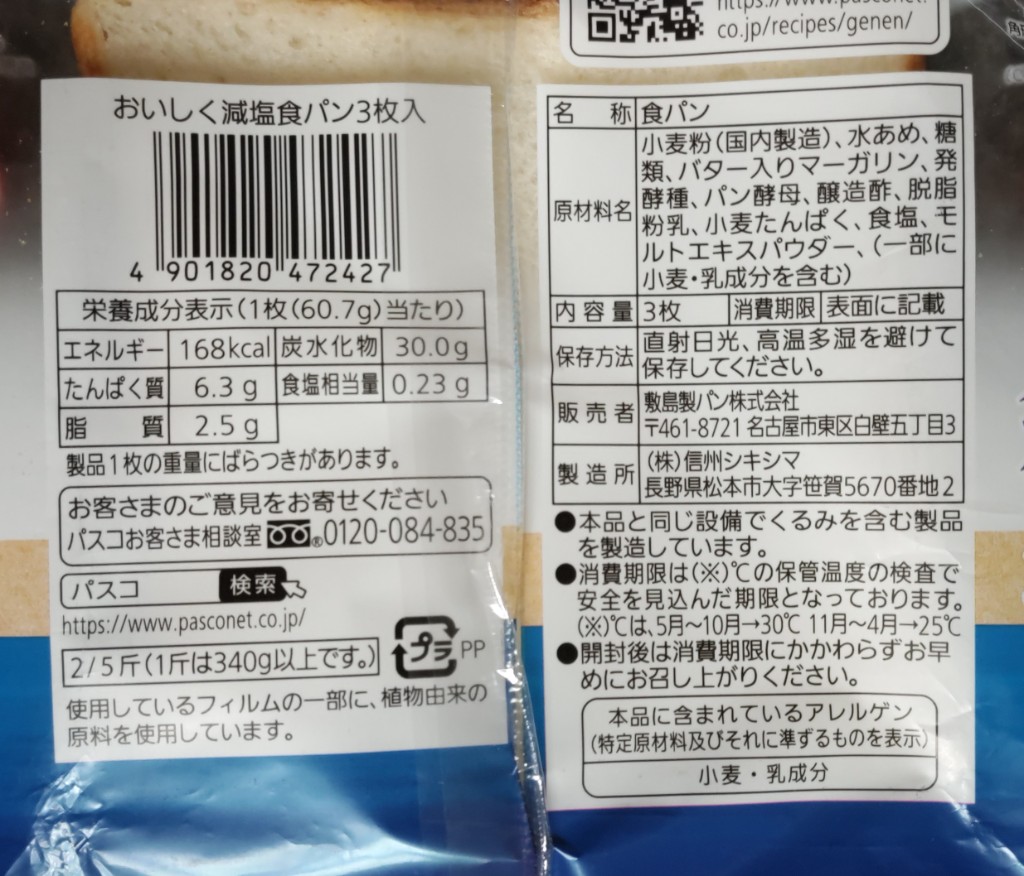 co.jp/recipes/genen/
おいしく減塩食パン3枚入
4 901820 472427
栄養成分表示(1枚(60.7g)当たり)
エネルギー 168kcal 炭水化物 30.0g
たんぱく質 6.3g 食塩相当量 0.23g
脂質 2.5g
製品1枚の重量にばらつきがあります。
お客さまのご意見をお寄せください
パスコお客さま相談室 ®0120-084-835
パスコ 検索
https://www.pasconet.co.jp/
2/5斤(1斤は340g以上です。)
プラ PP
使用しているフィルムの一部に、植物由来の
原料を使用しています。
名称 食パン
原材料名
小麦粉(国内製造)、水あめ、糖
類、バター入りマーガリン、発
酵種、パン酵母、醸造酢、脱脂
粉乳、小麦たんぱく、食塩、モ
ルトエキスパウダー、(一部に
小麦・乳成分を含む)
内容量 3枚 消費期限 表面に記載
保存方法
直射日光、高温多湿を避けて
保存してください。
販売者
敷島製パン株式会社
〒461-8721 名古屋市東区白壁五丁目3
製造所
(株)信州シキシマ
長野県松本市大字笹賀5670番地2
●本品と同じ設備でくるみを含む製品
を製造しています。
●消費期限は(※)℃の保管温度の検査で
安全を見込んだ期限となっております。
(※)℃は、5月~10月→30℃ 11月~4月→25℃
●開封後は消費期限にかかわらずお早
めにお召し上がりください。
本品に含まれているアレルゲン
(特定原材料及びそれに準ずるものを表示)
小麦・乳成分